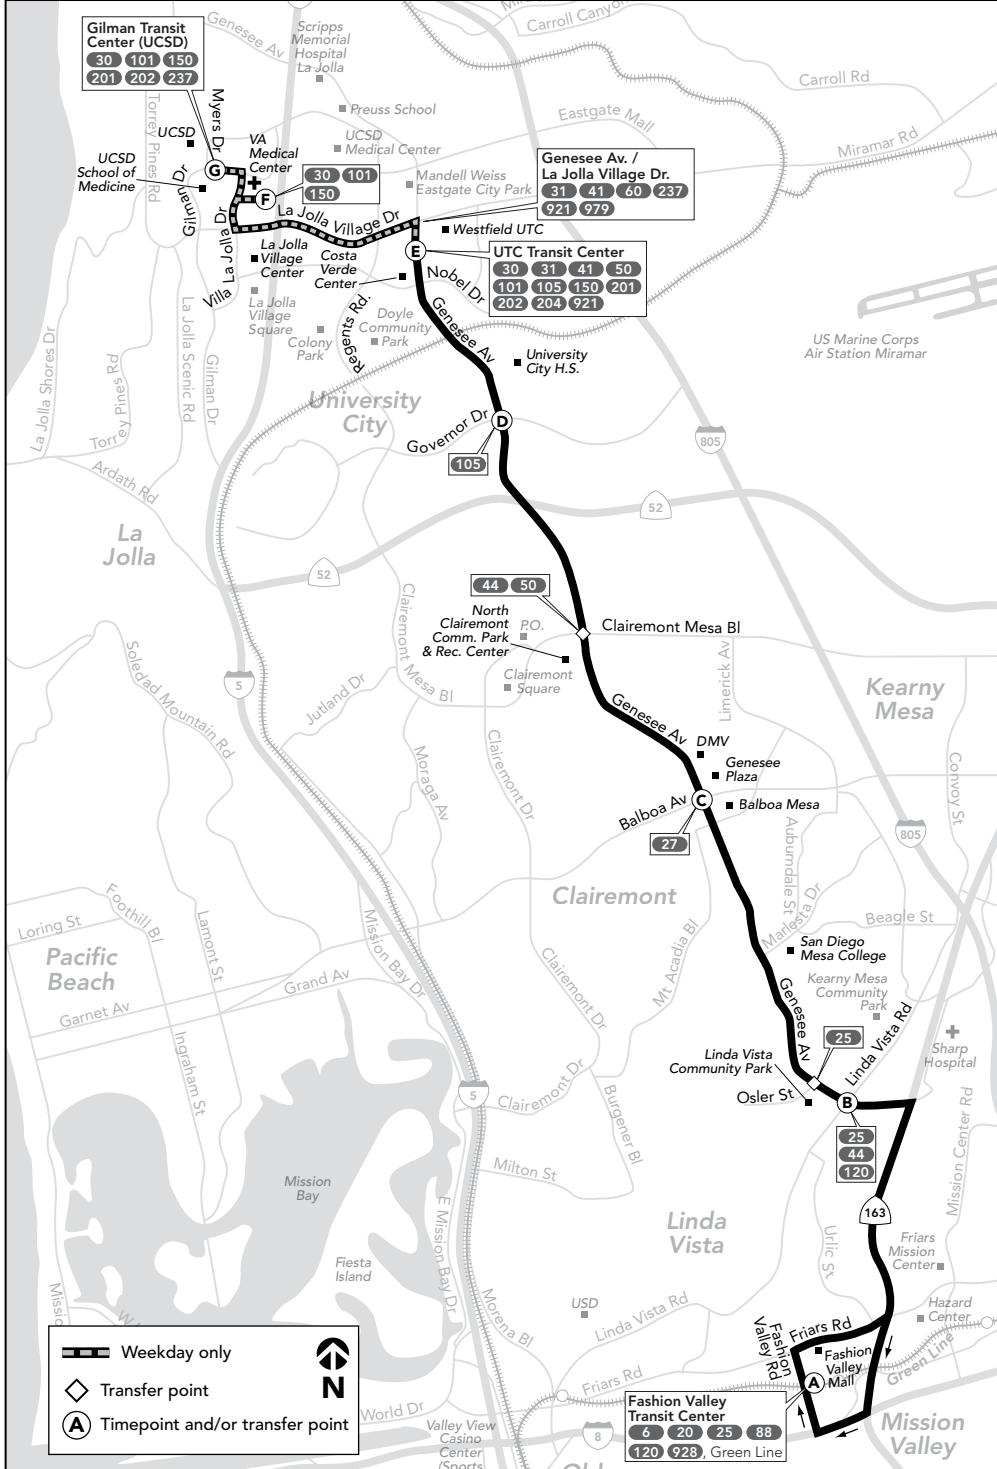 Gilman Transit
Center (UCSD)
30 101 150
201 202 237
Genesee Av
Scripps
Memorial
Hospital
La Jolla
Carroll Canyon
Carroll Rd
Miramar Rd
Eastgate Mall
Preuss School
UCSD
Medical Center
Torrey Pines Rd
Myers Dr
UCSD
VA
Medical
Center
UCSD
School of
Medicine
Gilman Dr
G
F
30 101
150
Mandell Weiss
Eastgate City Park
Genesee Av. /
La Jolla Village Dr.
31 41 60 237
921 979
La Jolla Village Dr
Westfield UTC
E
UTC Transit Center
30 31 41 50
101 105 150 201
202 204 921
La Jolla
Village
Center
Costa
Verde
Center
Nobel Dr
Villa La Jolla Dr
La Jolla
Village
Square
Colony
Park
Regents Rd.
Doyle
Community
Park
Genesee Av
University
City H.S.
US Marine Corps
Air Station Miramar
La Jolla Shores Dr
Torrey Pines Rd
La Jolla Scenic Rd
Gilman Dr
University
City
Governor Dr
D
105
805
Ardath Rd
La
Jolla
52
52
44 50
North
Clairemont
Comm. Park
& Rec. Center
P.O.
Clairemont Mesa Bl
Clairemont
Square
Clairemont Mesa Bl
5
Soledad Mountain Rd
Jutland Dr
Limerick Av
Kearny
Mesa
Genesee Av
DMV
Genesee
Plaza
Convoy St
Moraga Av
Clairemont Dr
Balboa Av
C
Balboa Mesa
27
805
Auburndale St
Clairemont
Marlesta Dr
Beagle St
Foothill Bl
Loring St
Lamont St
Mission Bay Dr
Pacific
Beach
Grand Av
Garnet Av
Mt Acadia Bl
San Diego
Mesa College
Kearny Mesa
Community
Park
Clairemont Dr
Genesee Av
Linda Vista Rd
25
Sharp
Hospital
Linda Vista
Community Park
Osler St
B
Ingraham St
5
Clairemont Dr
Burgener Bl
25
44
120
Mission Center Rd
Milton St
Mission
Bay
163
Linda
Vista
Urlic St
Friars
Mission
Center
Fiesta
Island
E Mission Bay Dr
USD
Linda Vista Rd
Hazard
Center
Morena Bl
Friars Rd
Fashion
Valley Rd
Fashion
Valley
Mall
Green Line
A
Friars Rd
Fashion Valley
Transit Center
6 20 25 88
120 928, Green Line
Mission
Valley
8
World Dr
Valley View
Casino
Center
(Sports
Missio
Weekday only
Transfer point
A Timepoint and/or transfer point
N